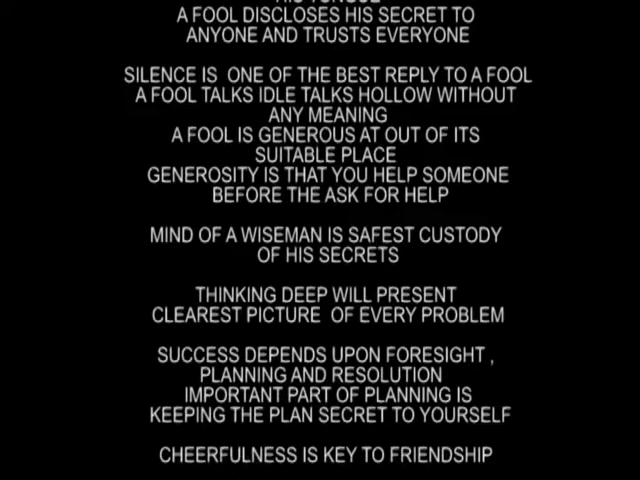 HIS TONGUE
A FOOL DISCLOSES HIS SECRET TO
ANYONE AND TRUSTS EVERYONE
SILENCE IS ONE OF THE BEST REPLY TO A FOOL
A FOOL TALKS IDLE TALKS HOLLOW WITHOUT
ANY MEANING
A FOOL IS GENEROUS AT OUT OF ITS
SUITABLE PLACE
GENEROSITY IS THAT YOU HELP SOMEONE
BEFORE THE ASK FOR HELP
MIND OF A WISEMAN IS SAFEST CUSTODY
OF HIS SECRETS
THINKING DEEP WILL PRESENT
CLEAREST PICTURE OF EVERY PROBLEM
SUCCESS DEPENDS UPON FORESIGHT ,
PLANNING AND RESOLUTION
IMPORTANT PART OF PLANNING IS
KEEPING THE PLAN SECRET TO YOURSELF
CHEERFULNESS IS KEY TO FRIENDSHIP